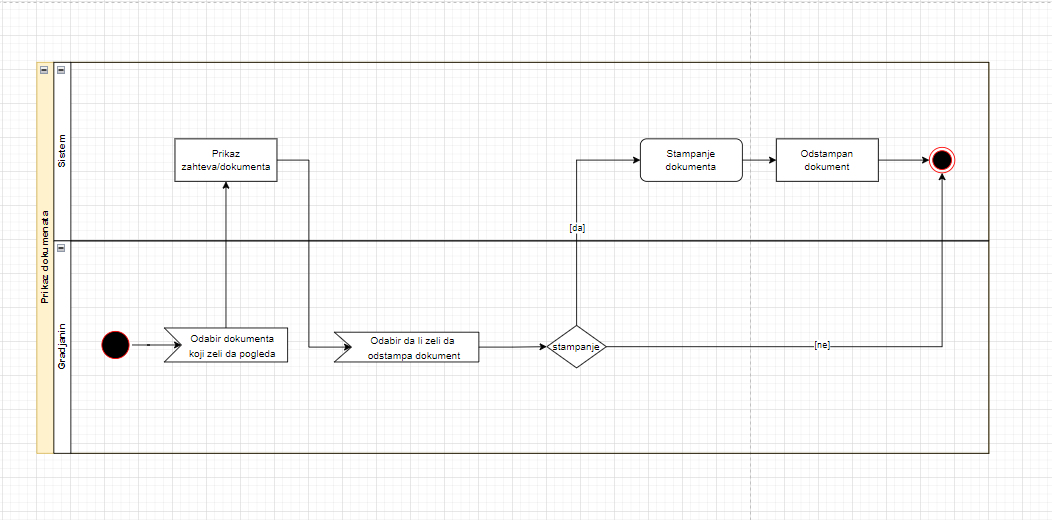 Prikaz dokumenata
Sistem
Gradjanin
Prikaz
zahteva/dokumenta
Stampanje
dokumenta
Odstampan
dokument
[da]
Odabir dokumenta
koji zeli da pogleda
Odabir da li zeli da
odstampa dokument
stampanje
[ne]